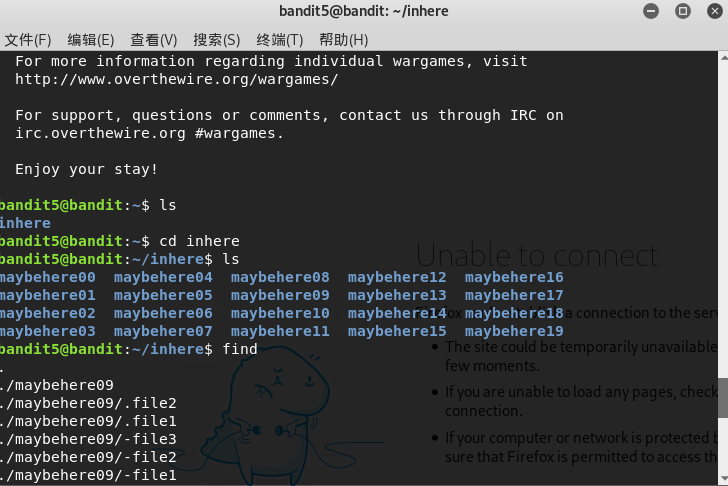 bandit5@bandit: ~/inhere
文件(F) 编辑(E) 查看(V) 搜索(S) 终端(T) 帮助(H)
For more information regarding individual wargames, visit
http://www.overthewire.org/wargames/
For support, questions or comments, contact us through IRC on
irc.overthewire.org #wargames.
Enjoy your stay!
bandit5@bandit:~$ ls
inhere
bandit5@bandit:~$ cd inhere
bandit5@bandit:~/inhere$ ls
maybehere00 maybehere04 maybehere08 maybehere12 maybehere16
maybehere01 maybehere05 maybehere09 maybehere13 maybehere17
maybehere02 maybehere06 maybehere10 maybehere14 maybehere18
maybehere03 maybehere07 maybehere11 maybehere15 maybehere19
bandit5@bandit:~/inhere$ find
.
./maybehere09
./maybehere09/.file2
./maybehere09/.file1
./maybehere09/-file3
./maybehere09/-file2
./maybehere09/-file1
Unable to connect
a connection to the serv
The site could be temporarily unavailable
few moments.
If you are unable to load any pages, check
connection.
If your computer or network is protected b
sure that Firefox is permitted to access th